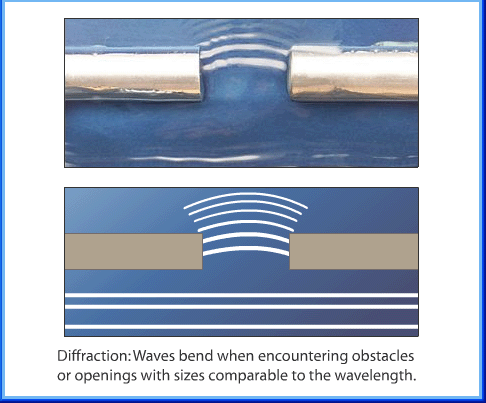 Diffraction: Waves bend when encountering obstacles
or openings with sizes comparable to the wavelength.